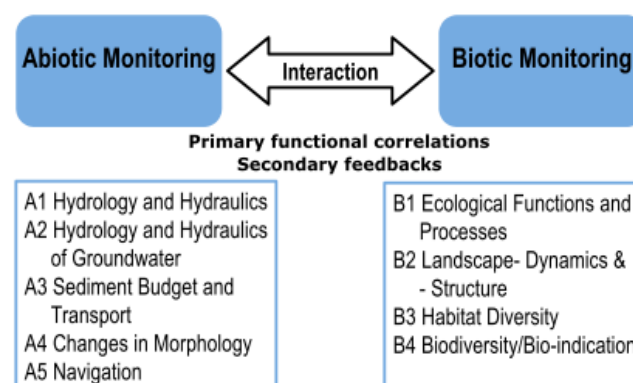 Abiotic Monitoring
Interaction
Biotic Monitoring
Primary functional correlations
Secondary feedbacks
A1 Hydrology and Hydraulics
A2 Hydrology and Hydraulics
of Groundwater
A3 Sediment Budget and
Transport
A4 Changes in Morphology
A5 Navigation
B1 Ecological Functions and
Processes
B2 Landscape- Dynamics &
- Structure
B3 Habitat Diversity
B4 Biodiversity/Bio-indication